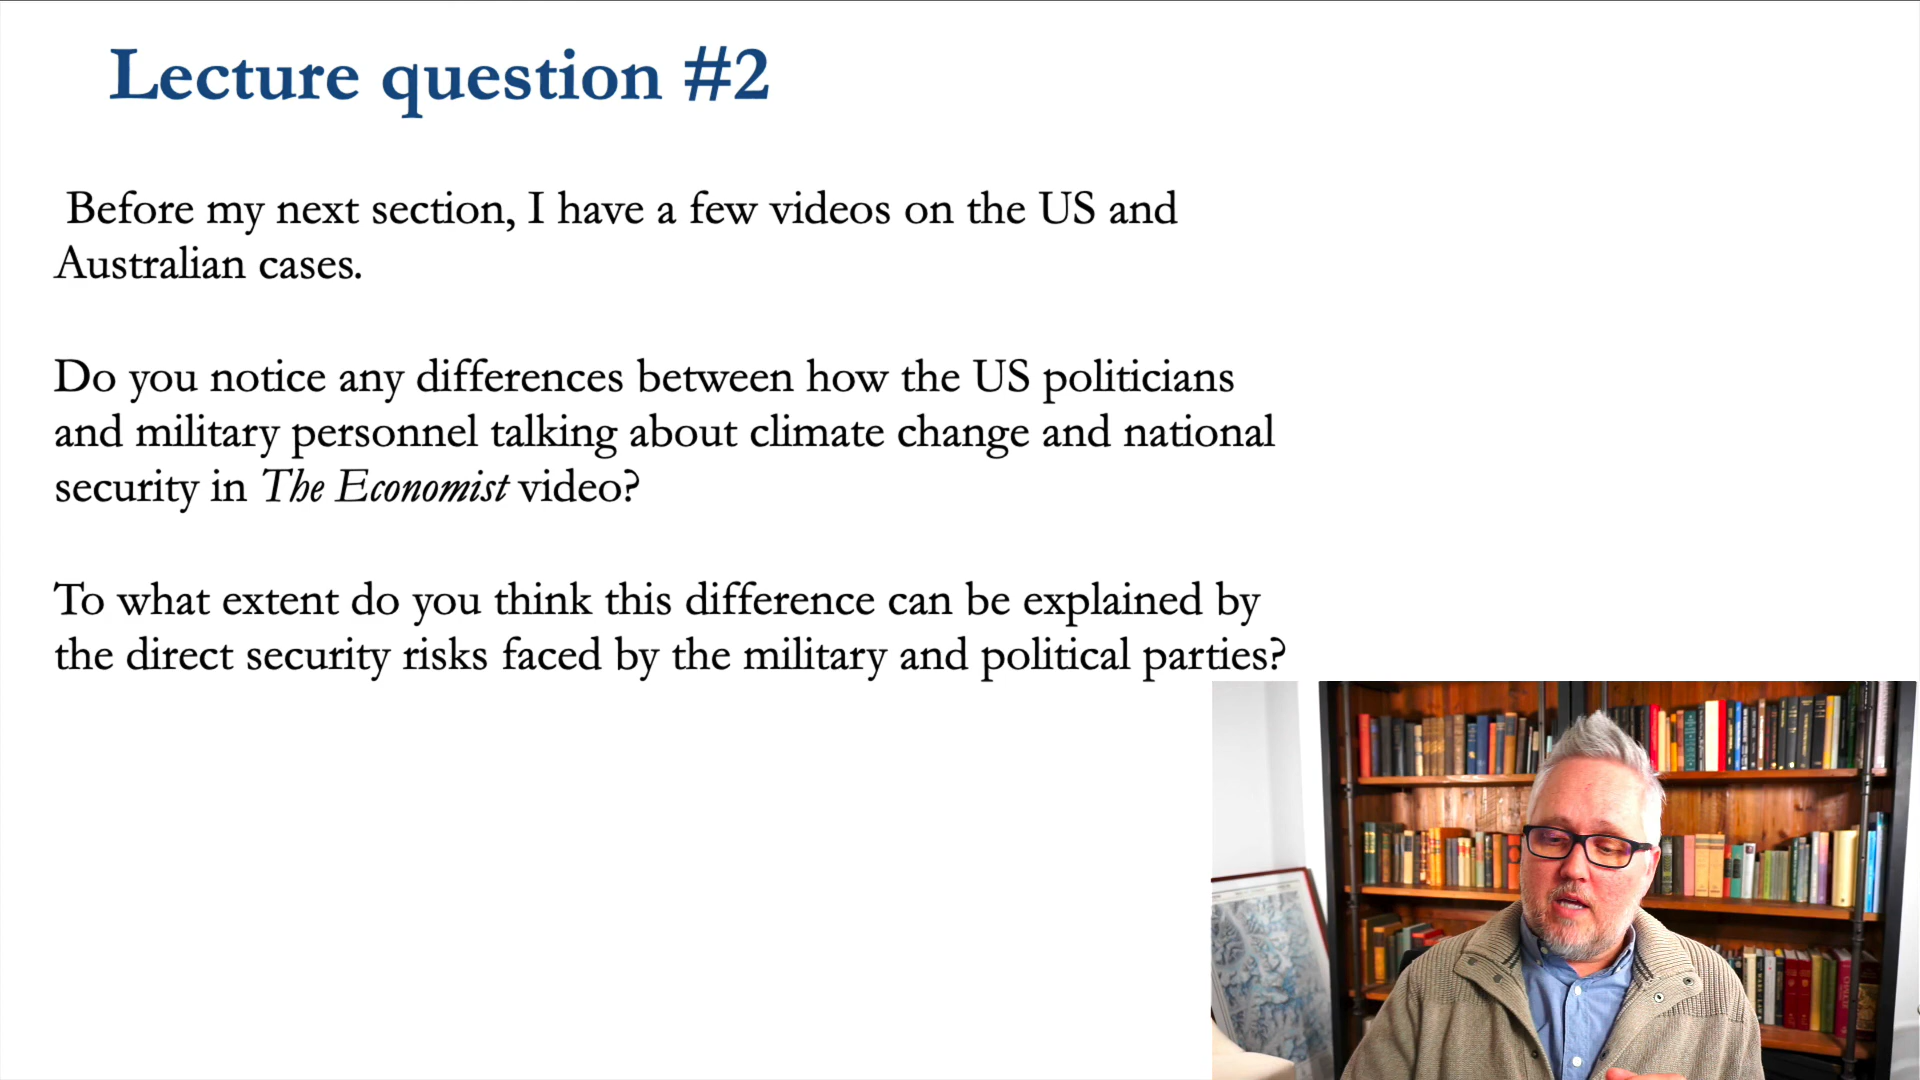 Lecture question #2
Before my next section, I have a few videos on the US and
Australian cases.
Do you notice any differences between how the US politicians
and military personnel talking about climate change and national
security in The Economist video?
To what extent do you think this difference can be explained by
the direct security risks faced by the military and political parties?